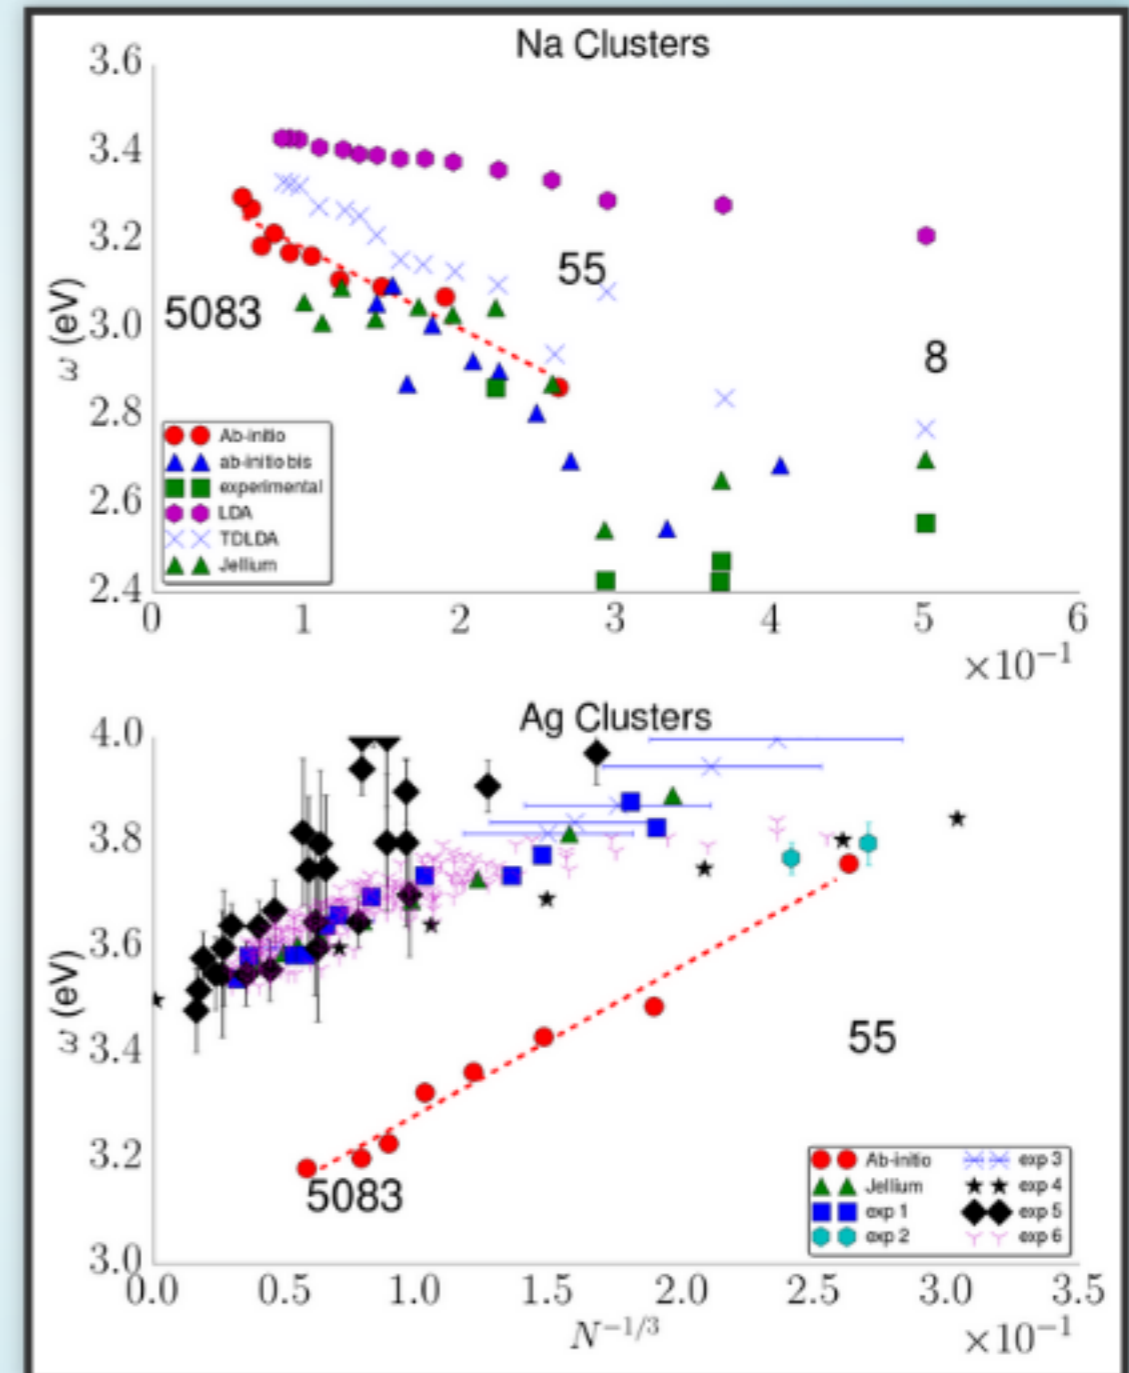 Na Clusters
3.6
3.4
3.2
3.0
2.8
2.6
2.4
ω (eV)
55
5083
8
Ab-initio
ab-initio bis
experimental
LDA
TDLDA
Jellium
0 1 2 3 4 5 6
×10⁻¹
Ag Clusters
4.0
3.8
3.6
3.4
3.2
3.0
ω (eV)
55
5083
Ab-initio exp 3
Jellium exp 4
exp 1 exp 5
exp 2 exp 6
0.0 0.5 1.0 1.5 2.0 2.5 3.0 3.5
N⁻¹/³ ×10⁻¹